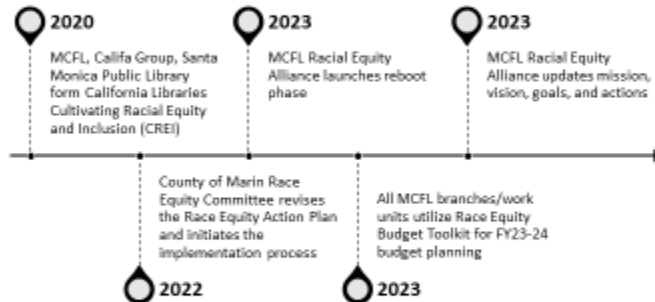 2020
MCFL, Califa Group, Santa
Monica Public Library
form California Libraries
Cultivating Racial Equity
and Inclusion (CREI)
2023
MCFL Racial Equity
Alliance launches reboot
phase
2023
MCFL Racial Equity
Alliance updates mission,
vision, goals, and actions
County of Marin Race
Equity Committee revises
the Race Equity Action Plan
and initiates the
implementation process
2022
All MCFL branches/work
units utilize Race Equity
Budget Toolkit for FY23-24
budget planning
2023